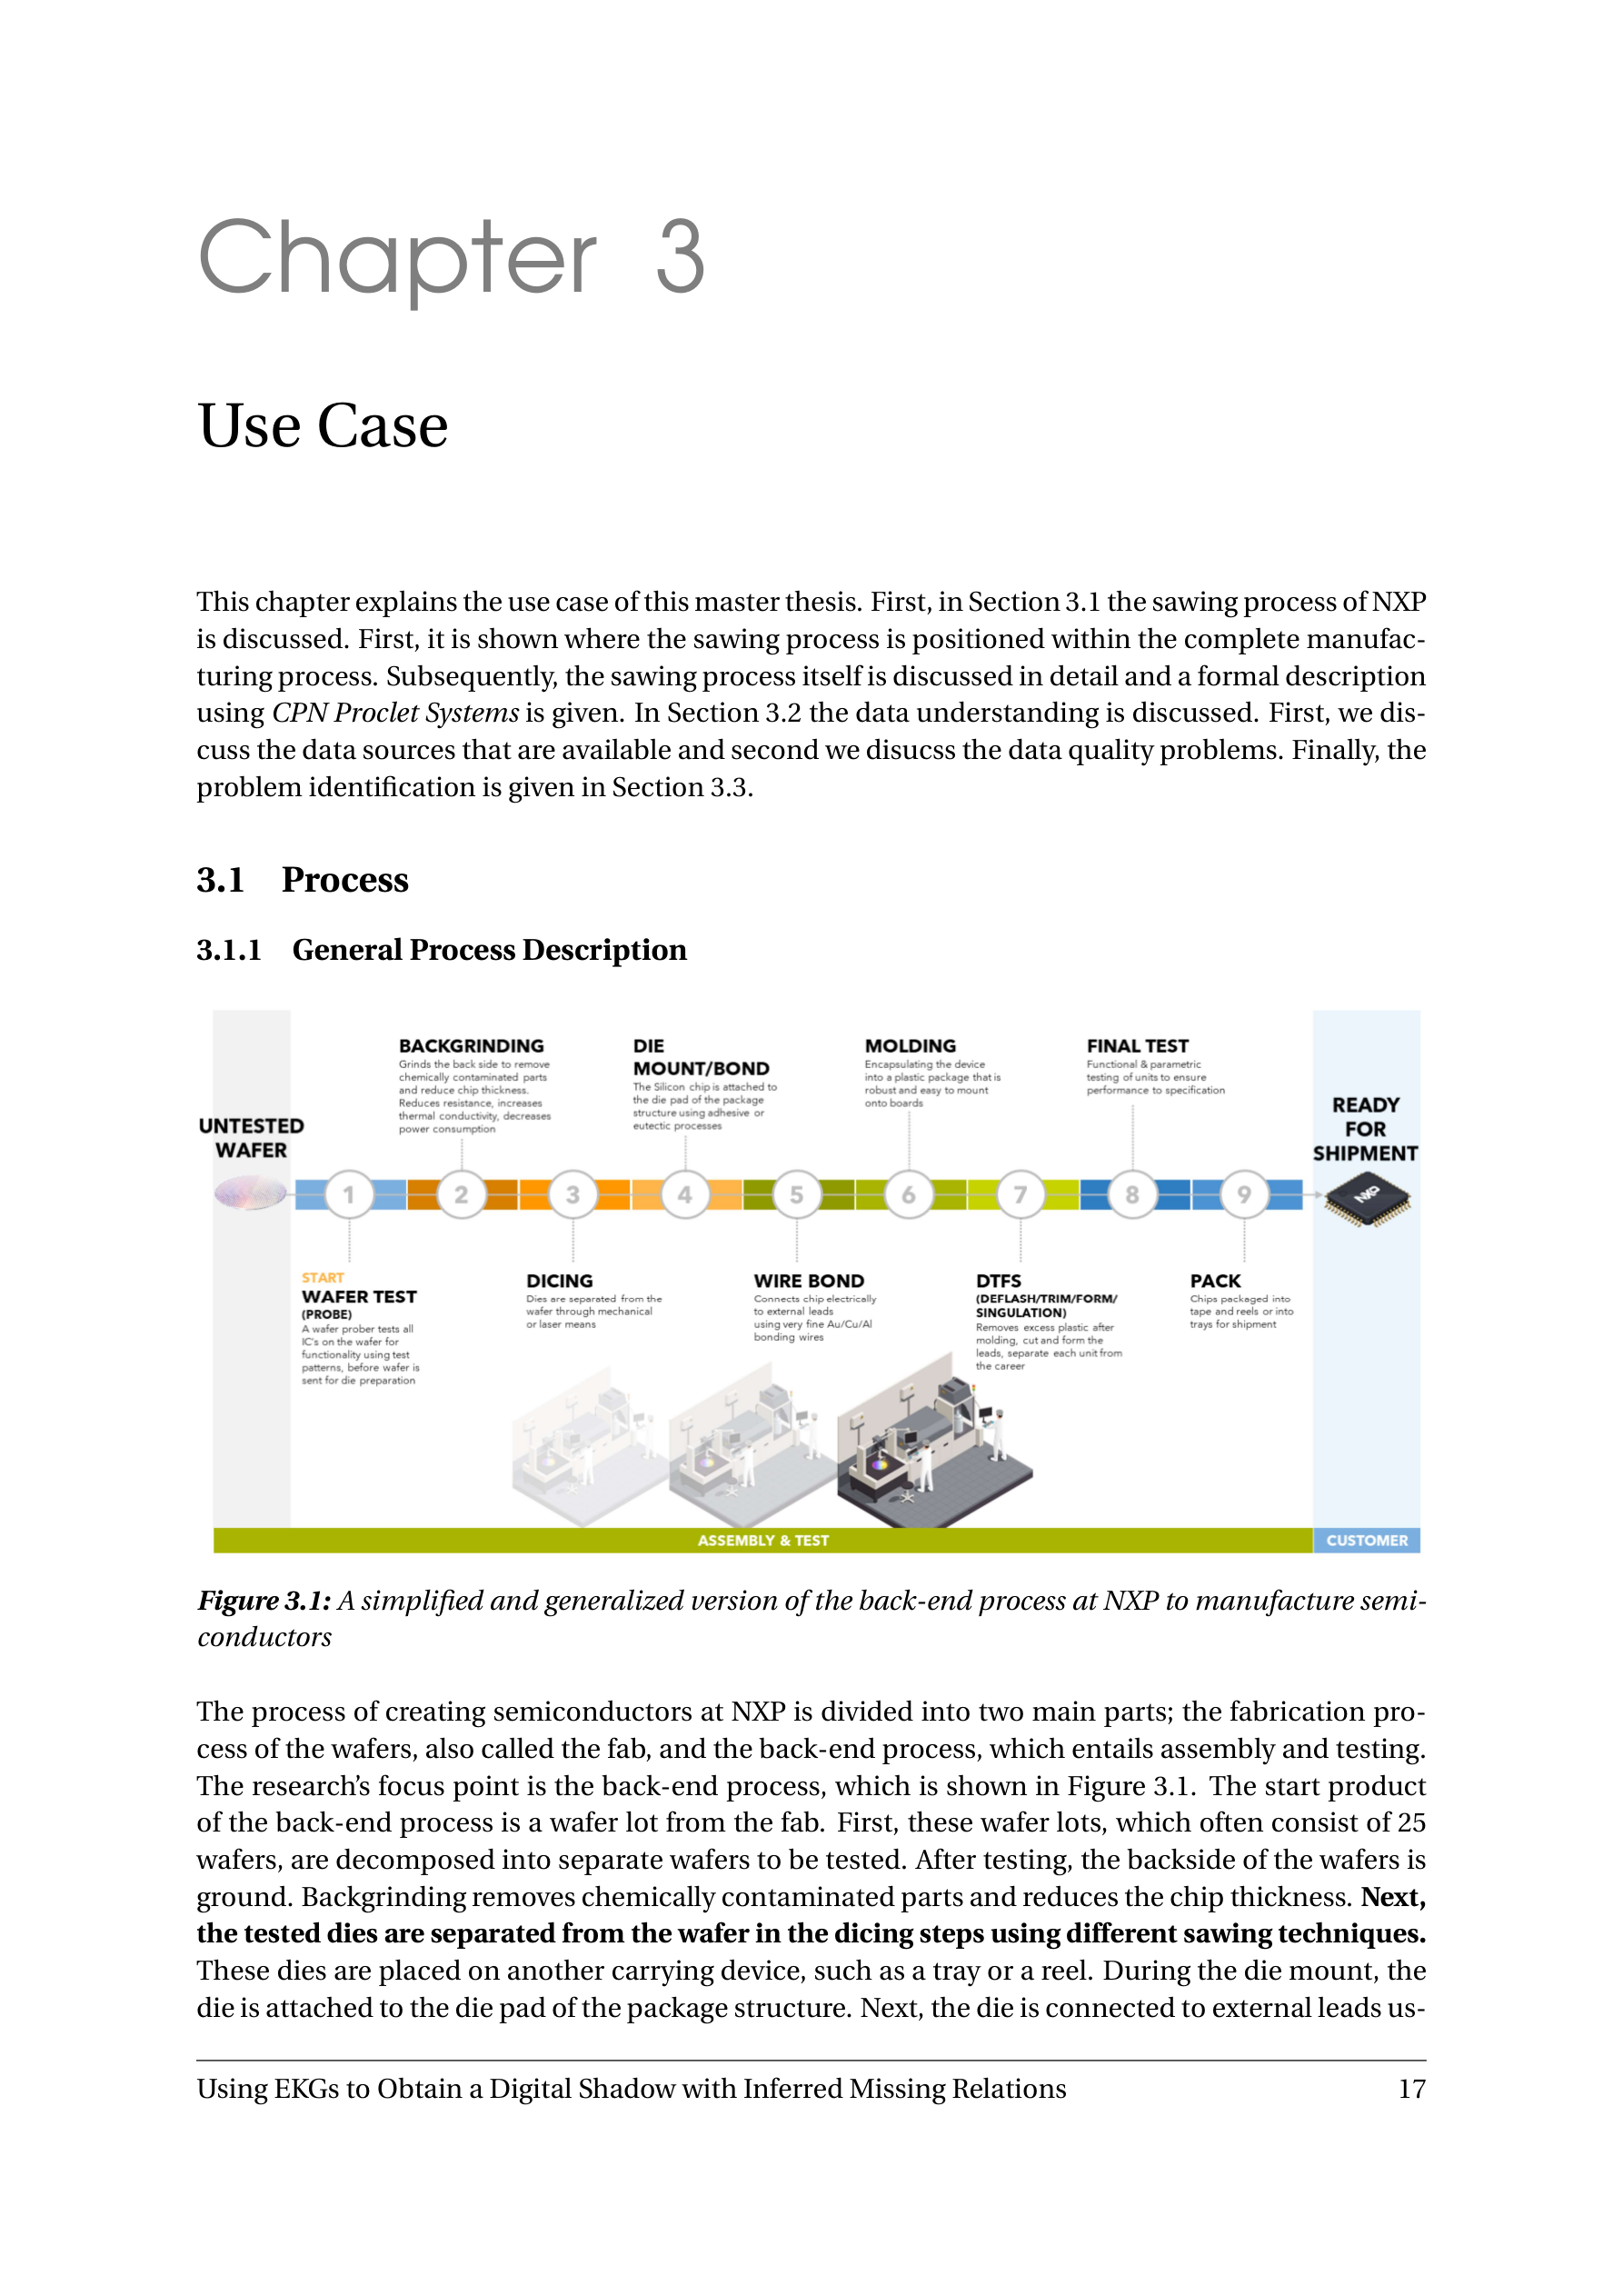 Chapter 3
Use Case
This chapter explains the use case of this master thesis. First, in Section 3.1 the sawing process of NXP
is discussed. First, it is shown where the sawing process is positioned within the complete manufac-
turing process. Subsequently, the sawing process itself is discussed in detail and a formal description
using CPN Proclet Systems is given. In Section 3.2 the data understanding is discussed. First, we dis-
cuss the data sources that are available and second we disucss the data quality problems. Finally, the
problem identification is given in Section 3.3.
3.1 Process
3.1.1 General Process Description
UNTESTED
WAFER
BACKGRINDING
Grinds the back side to remove
chemically contaminated parts
and reduce chip thickness.
Reduces resistance, increases
thermal conductivity, decreases
power consumption
DIE
MOUNT/BOND
The Silicon chip is attached to
the die pad of the package
structure using adhesive or
eutectic processes
MOLDING
Encapsulating the device
into a plastic package that is
robust and easy to mount
onto boards
FINAL TEST
Functional & parametric
testing of units to ensure
performance to specification
READY
FOR
SHIPMENT
1 2 3 4 5 6 7 8 9
NXP
START
WAFER TEST
(PROBE)
A wafer prober tests all
IC's on the wafer for
functionality using test
patterns, before wafer is
sent for die preparation
DICING
Dies are separated from the
wafer through mechanical
or laser means
WIRE BOND
Connects chip electrically
to external leads
using very fine Au/Cu/Al
bonding wires
DTFS
(DEFLASH/TRIM/FORM/
SINGULATION)
Removes excess plastic after
molding, cut and form the
leads, separate each unit from
the career
PACK
Chips packaged into
tape and reels or into
trays for shipment
ASSEMBLY & TEST
CUSTOMER
Figure 3.1: A simplified and generalized version of the back-end process at NXP to manufacture semi-
conductors
The process of creating semiconductors at NXP is divided into two main parts; the fabrication pro-
cess of the wafers, also called the fab, and the back-end process, which entails assembly and testing.
The research's focus point is the back-end process, which is shown in Figure 3.1. The start product
of the back-end process is a wafer lot from the fab. First, these wafer lots, which often consist of 25
wafers, are decomposed into separate wafers to be tested. After testing, the backside of the wafers is
ground. Backgrinding removes chemically contaminated parts and reduces the chip thickness. Next,
the tested dies are separated from the wafer in the dicing steps using different sawing techniques.
These dies are placed on another carrying device, such as a tray or a reel. During the die mount, the
die is attached to the die pad of the package structure. Next, the die is connected to external leads us-
Using EKGs to Obtain a Digital Shadow with Inferred Missing Relations 17